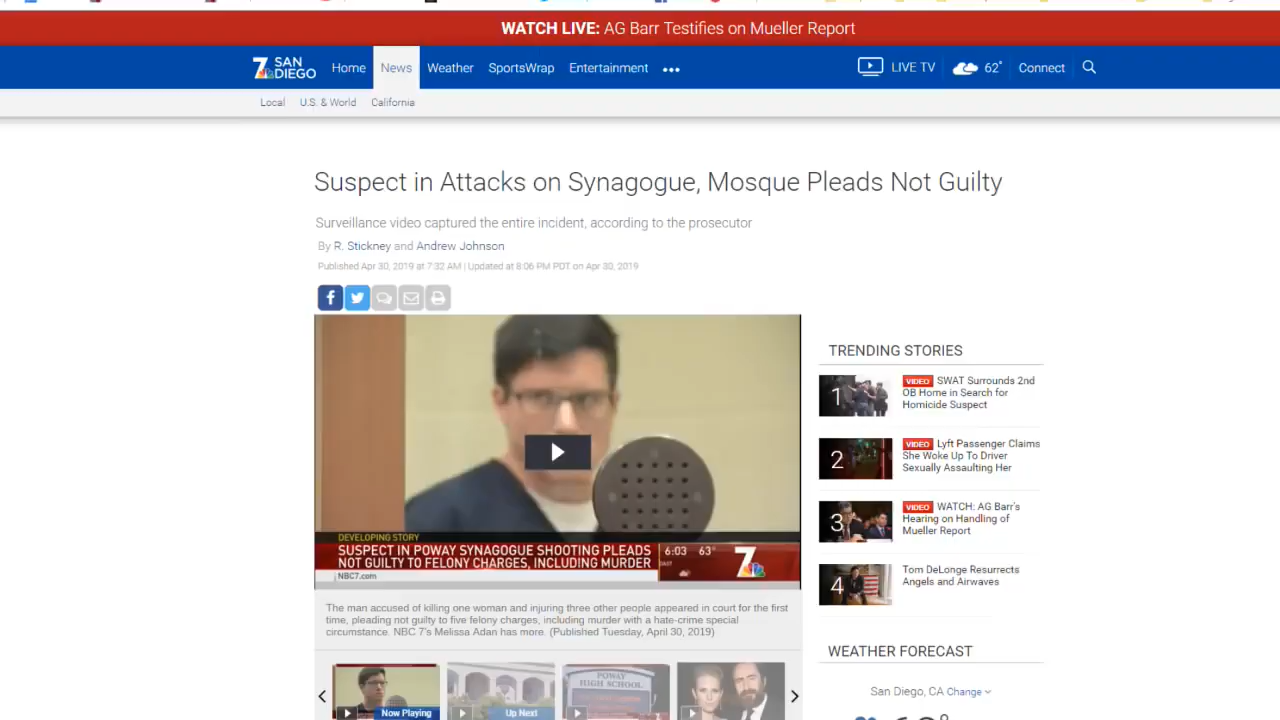 WATCH LIVE: AG Barr Testifies on Mueller Report
7 SAN DIEGO
Home
News
Weather
SportsWrap
Entertainment
•••
LIVE TV
62°
Connect
Local
U.S. & World
California
Suspect in Attacks on Synagogue, Mosque Pleads Not Guilty
Surveillance video captured the entire incident, according to the prosecutor
By R. Stickney and Andrew Johnson
Published Apr 30, 2019 at 7:32 AM | Updated at 8:06 PM PDT on Apr 30, 2019
DEVELOPING STORY
SUSPECT IN POWAY SYNAGOGUE SHOOTING PLEADS
NOT GUILTY TO FELONY CHARGES, INCLUDING MURDER
6:03 63°
7
NBC7.com
The man accused of killing one woman and injuring three other people appeared in court for the first
time, pleading not guilty to five felony charges, including murder with a hate-crime special
circumstance. NBC 7's Melissa Adan has more. (Published Tuesday, April 30, 2019)
Now Playing
Up Next
POWAY
HIGH SCHOOL
TRENDING STORIES
1
VIDEO SWAT Surrounds 2nd
OB Home in Search for
Homicide Suspect
2
VIDEO Lyft Passenger Claims
She Woke Up To Driver
Sexually Assaulting Her
3
VIDEO WATCH: AG Barr's
Hearing on Handling of
Mueller Report
4
Tom DeLonge Resurrects
Angels and Airwaves
WEATHER FORECAST
San Diego, CA Change